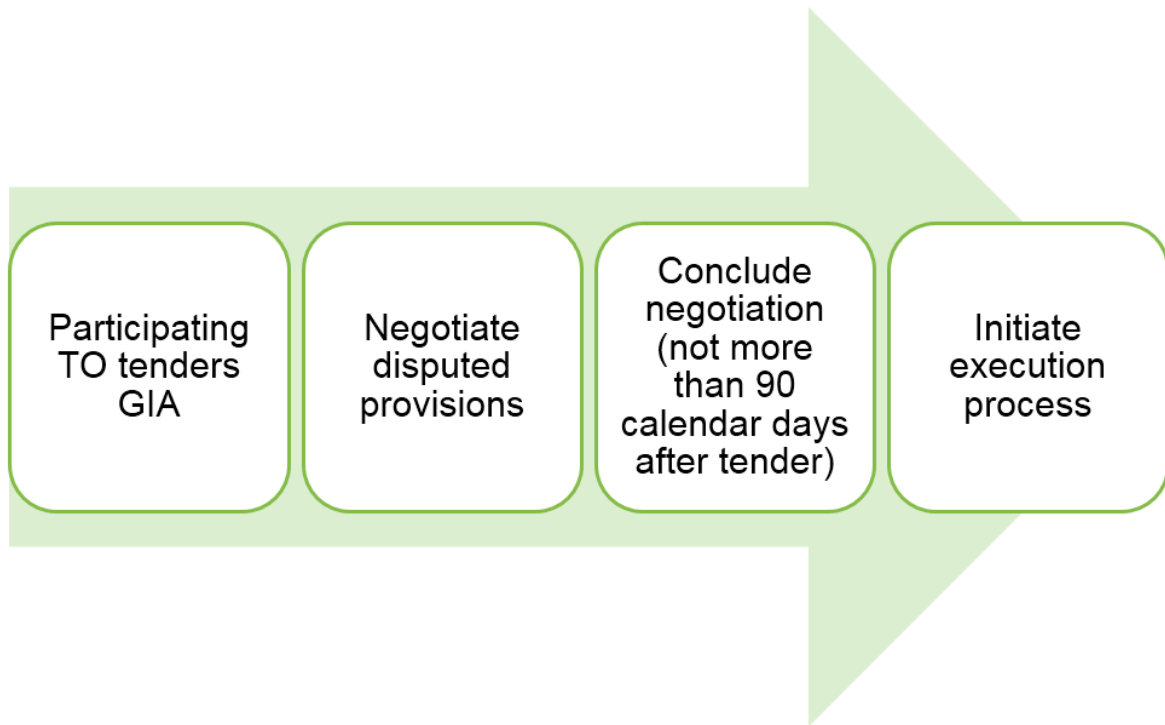 Participating
TO tenders
GIA
Negotiate
disputed
provisions
Conclude
negotiation
(not more
than 90
calendar days
after tender)
Initiate
execution
process